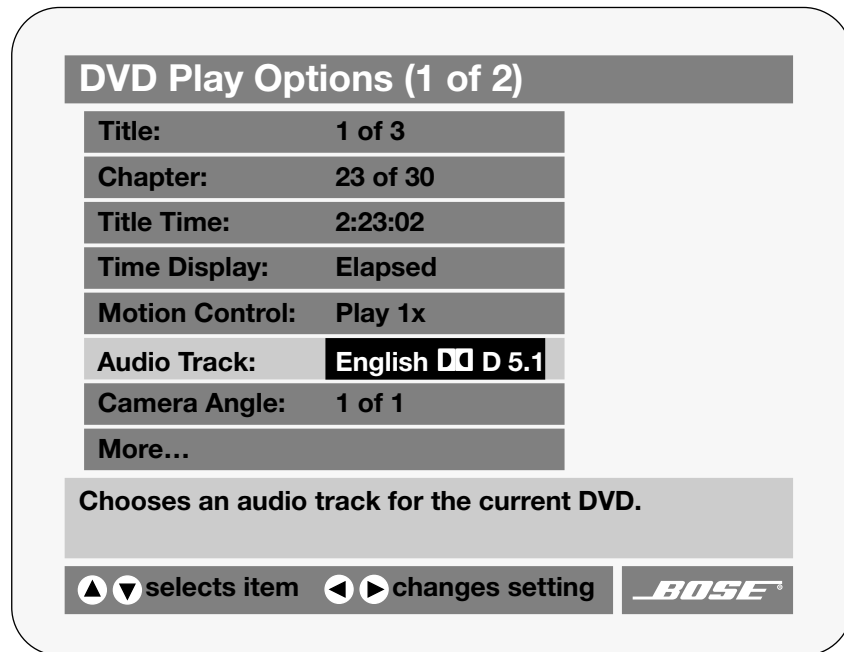 DVD Play Options (1 of 2)
Title: 1 of 3
Chapter: 23 of 30
Title Time: 2:23:02
Time Display: Elapsed
Motion Control: Play 1x
Audio Track: English D 5.1
Camera Angle: 1 of 1
More…
Chooses an audio track for the current DVD.
selects item changes setting BOSE®